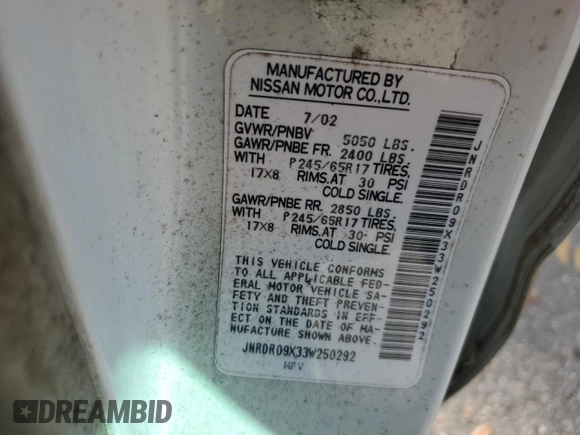 MANUFACTURED BY
NISSAN MOTOR CO.,LTD.
DATE 7/02
GVWR/PNBV 5050 LBS.
GAWR/PNBE FR. 2400 LBS.
WITH P245/65R17 TIRES,
17X8 RIMS,AT 30 PSI
COLD SINGLE.
GAWR/PNBE RR. 2850 LBS.
WITH P245/65R17 TIRES,
17X8 RIMS.AT 30 PSI
COLD SINGLE.
THIS VEHICLE CONFORMS
TO ALL APPLICABLE FED-
ERAL MOTOR VEHICLE SA-
FETY AND THEFT PREVEN-
TION STANDARDS IN EFF-
ECT ON THE DATE OF MA-
NUFACTURE SHOWN ABOVE.
JNRDR09X33W250292
MPV
JNRDR09X33W250292
DREAMBID